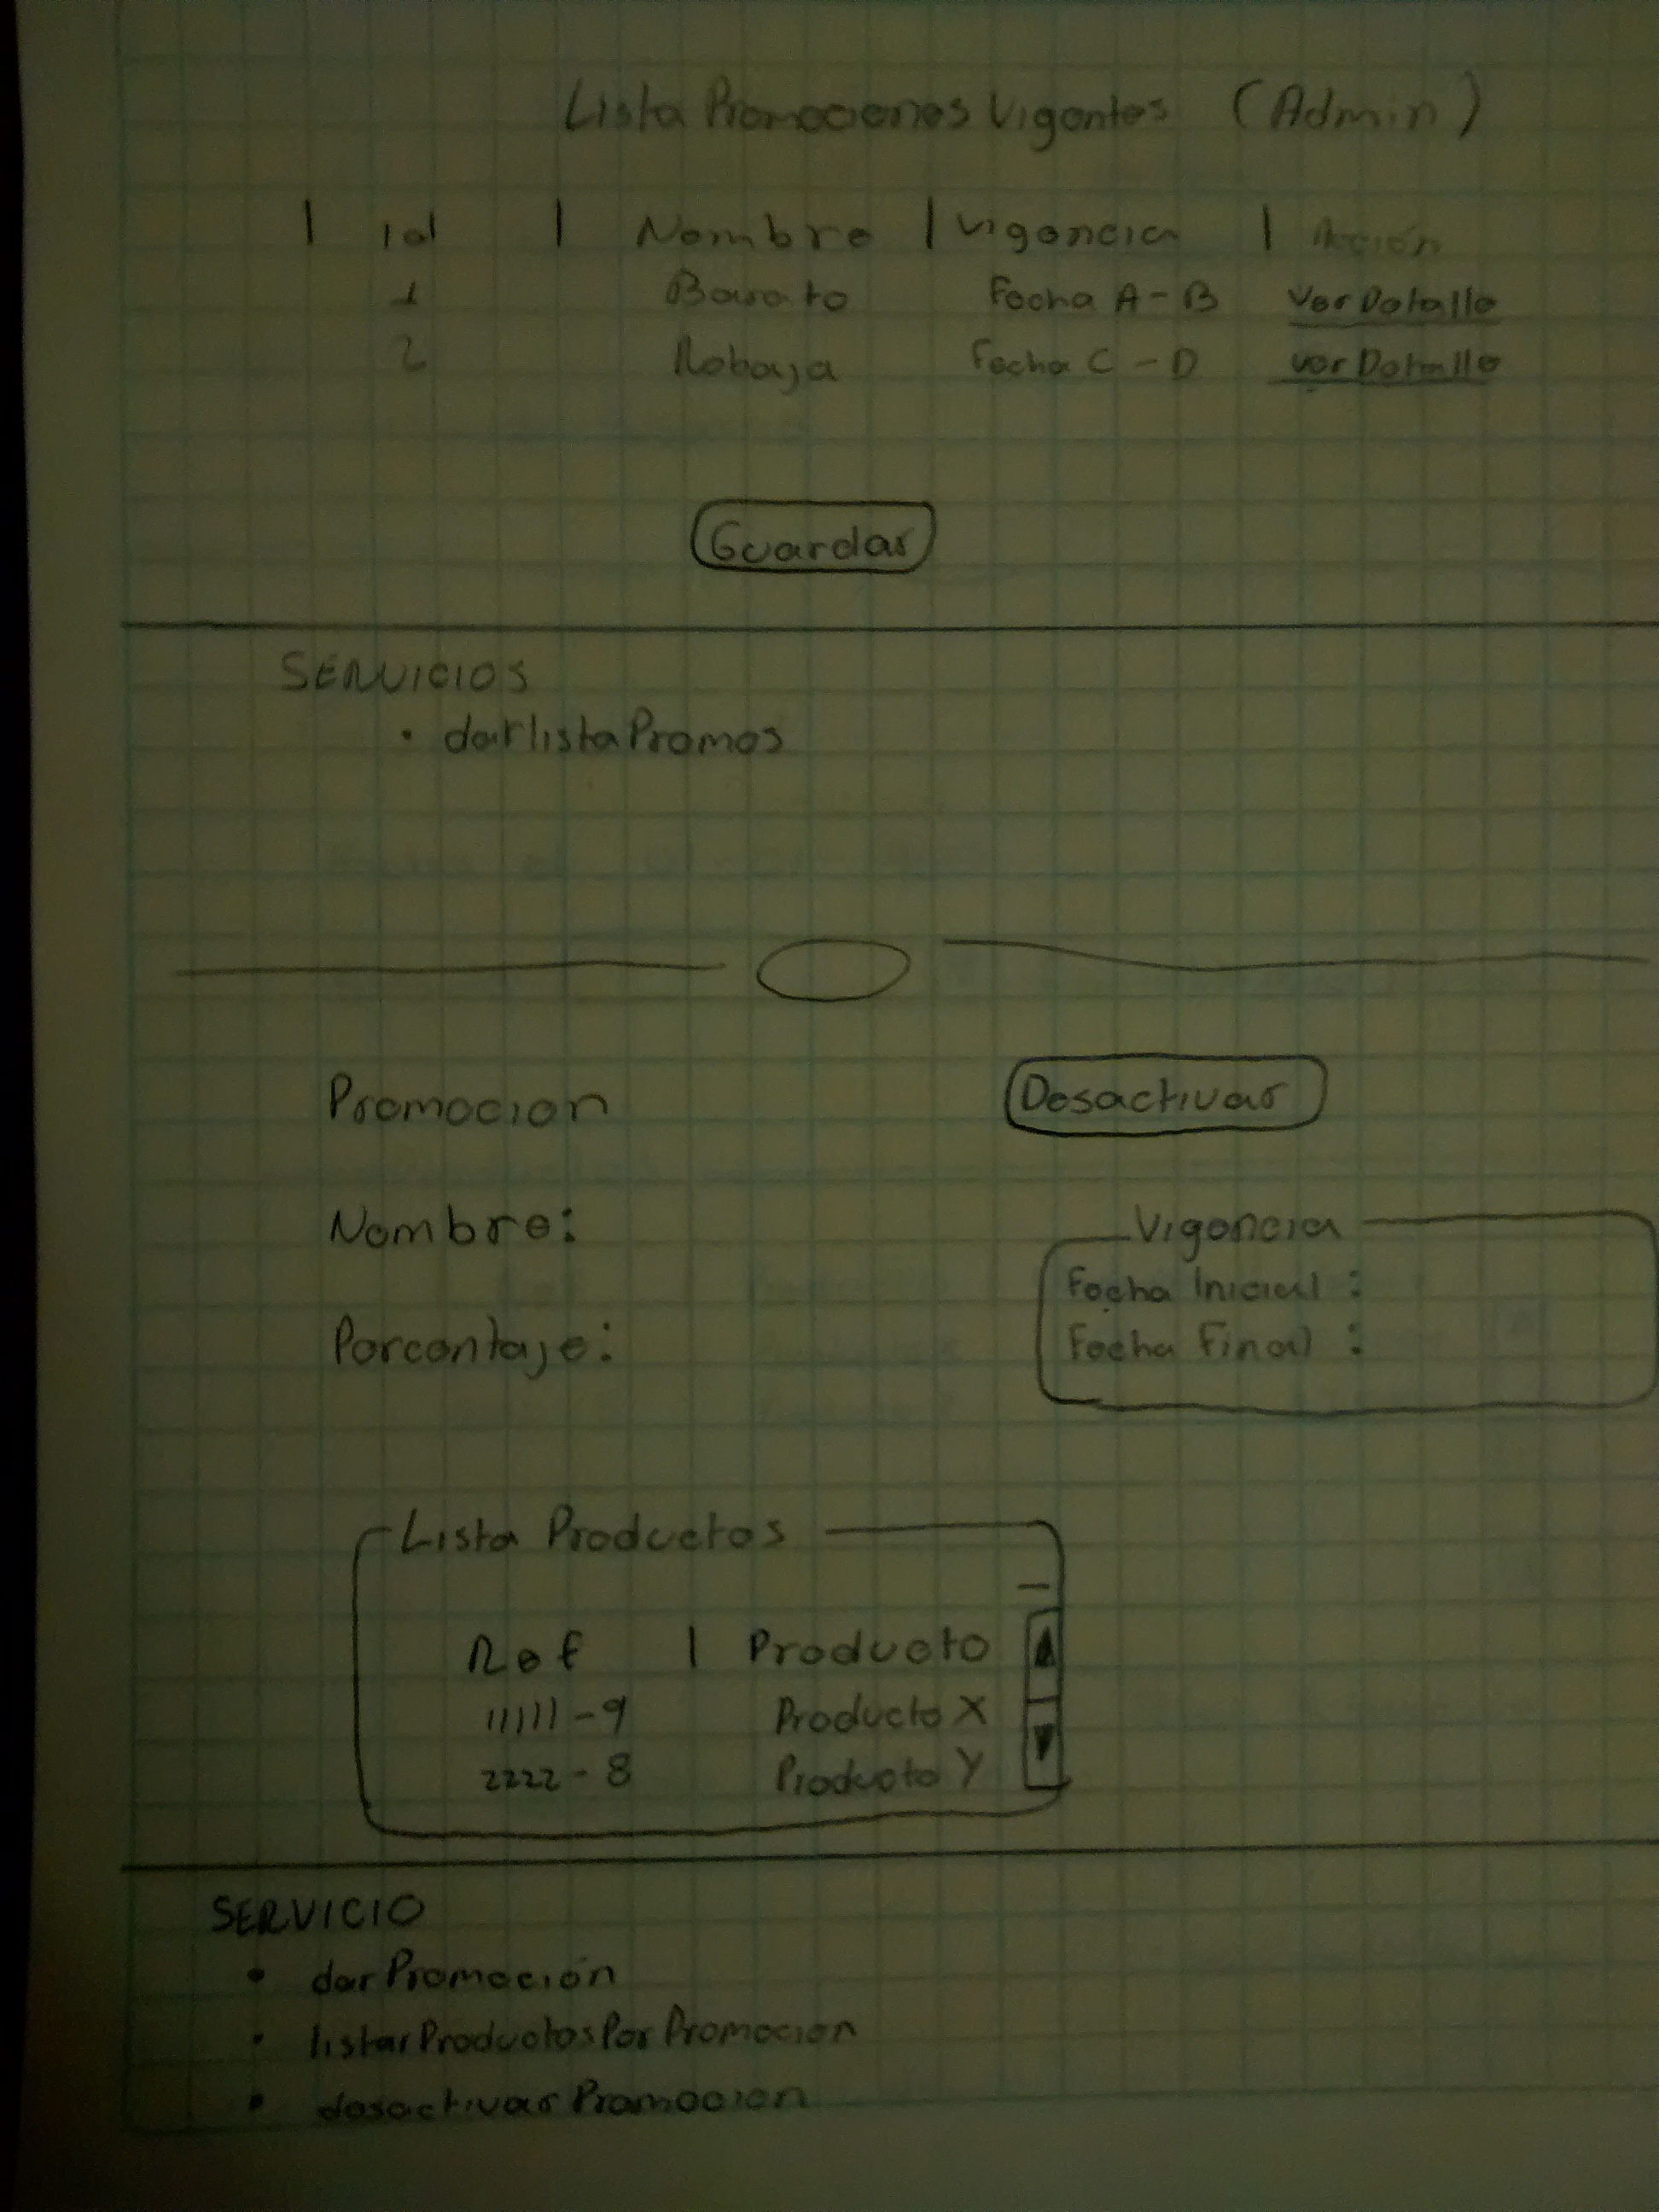 Lista Promociones Vigentes (Admin)
| id | Nombre | Vigencia | Acción
1 Barato Fecha A - B Ver Detalle
2 Rebaja Fecha C - D Ver Detalle
Guardar
SERVICIOS
• darlistaPromos
Promocion Desactivar
Nombre: Vigencia
Fecha Inicial :
Porcentaje: Fecha Final :
Lista Productos
Ref | Producto
11111 - 9 Producto X
2222 - 8 Producto Y
SERVICIO
• darPromoción
• listarProductosPorPromocion
• desactivarPromocion